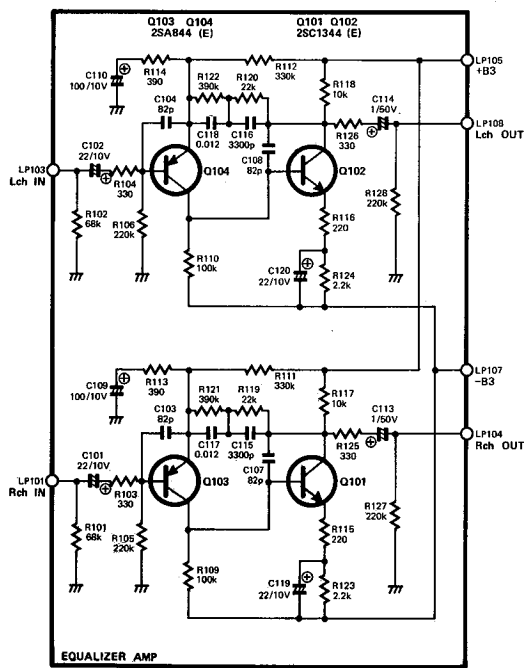 Q103 Q104
2SA844 (E)
Q101 Q102
2SC1344 (E)
C110
100/10V
R114
390
R112
330k
LP105
+B3
R122
390k
R120
22k
R118
10k
C104
82p
C118
0.012
C116
3300p
C114
1/50V
LP108
Lch OUT
R126
330
C108
82p
C102
22/10V
LP103
Lch IN
R104
330
Q104
Q102
R102
68k
R106
220k
R116
220
R128
220k
R110
100k
C120
22/10V
R124
2.2k
C109
100/10V
R113
390
R111
330k
LP107
−B3
R121
390k
R119
22k
R117
10k
C103
82p
C117
0.012
C115
3300p
C113
1/50V
LP104
Rch OUT
R125
330
C107
82p
C101
22/10V
LP101
Rch IN
R103
330
Q103
Q101
R101
68k
R105
220k
R115
220
R127
220k
R109
100k
C119
22/10V
R123
2.2k
EQUALIZER AMP